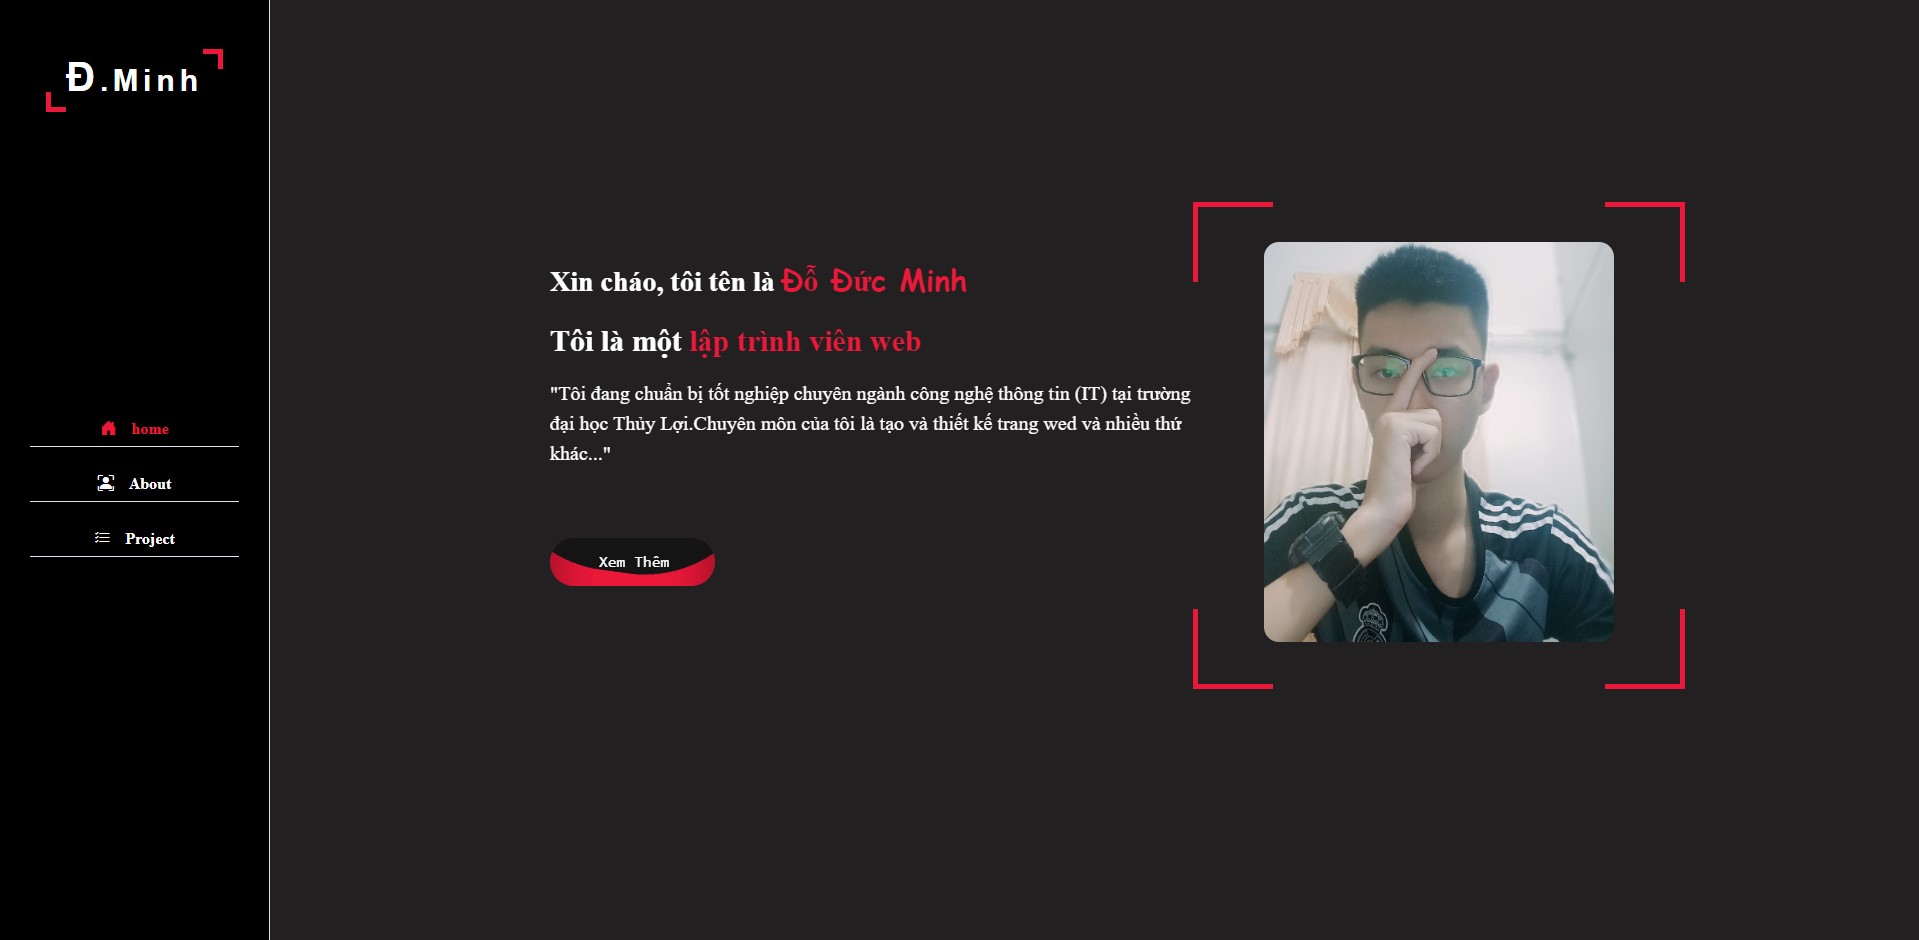 Đ.Minh
home
About
Project
Xin cháo, tôi tên là Đỗ Đức Minh
Tôi là một lập trình viên web
"Tôi đang chuẩn bị tốt nghiệp chuyên ngành công nghệ thông tin (IT) tại trường
đại học Thủy Lợi.Chuyên môn của tôi là tạo và thiết kế trang wed và nhiều thứ
khác..."
Xem Thêm